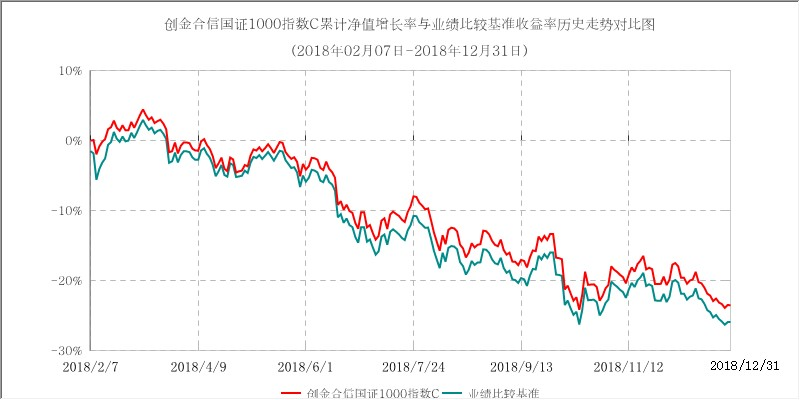 创金合信国证1000指数C累计净值增长率与业绩比较基准收益率历史走势对比图
(2018年02月07日-2018年12月31日)
10%
0%
-10%
-20%
-30%
2018/2/7 2018/4/9 2018/6/1 2018/7/24 2018/9/13 2018/11/12 2018/12/31
创金合信国证1000指数C 业绩比较基准